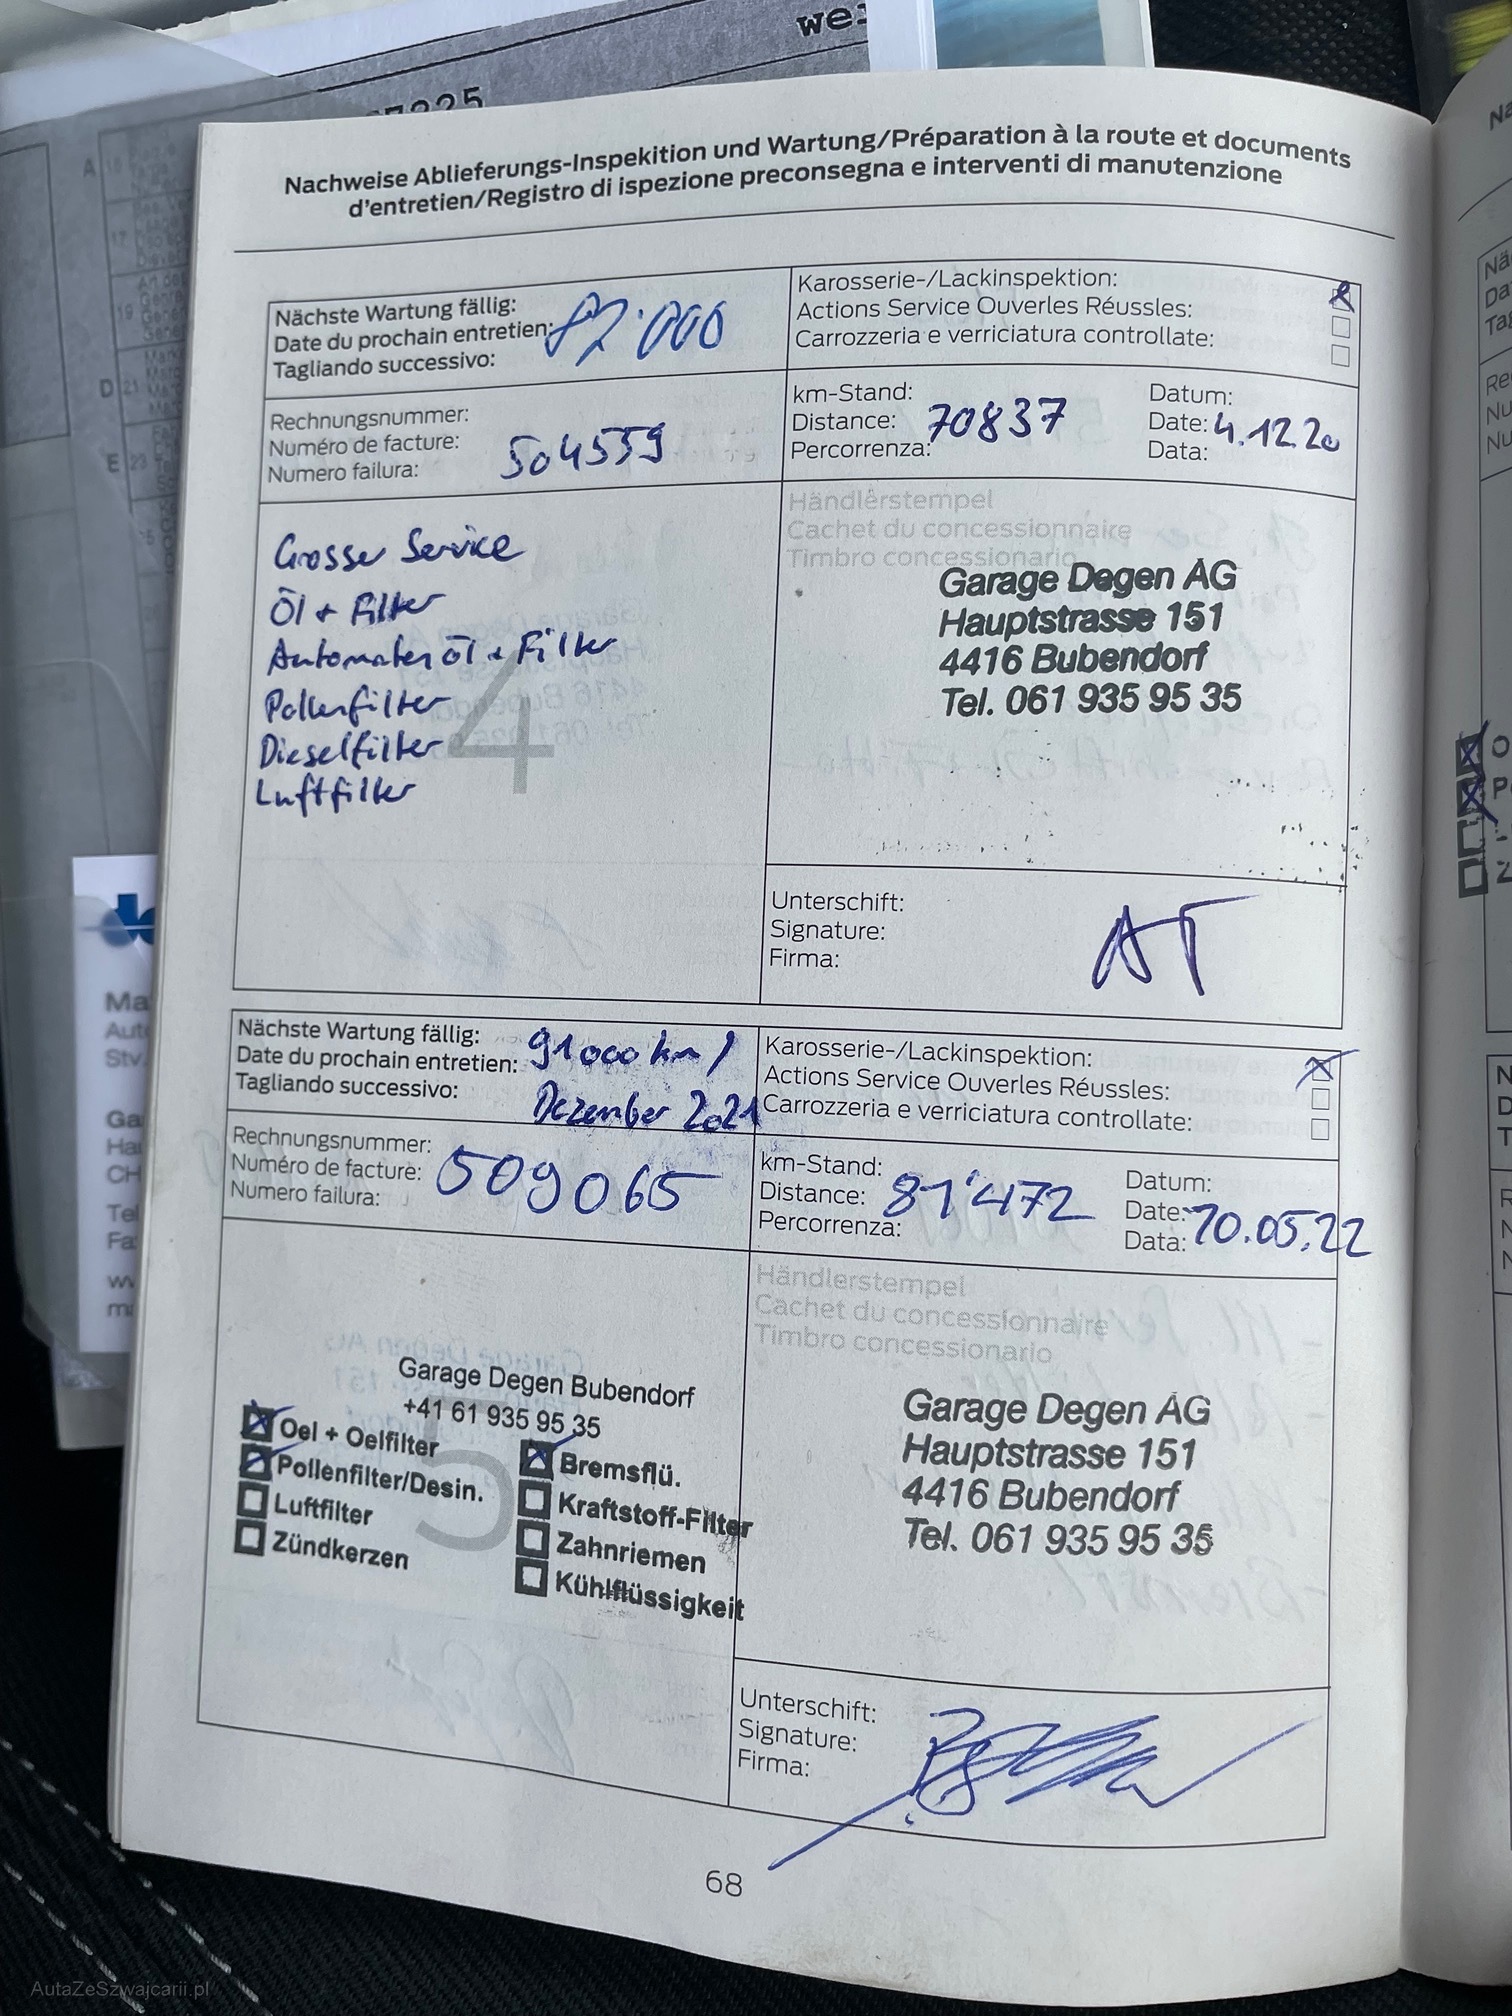 we
7225
Nachweise Ablieferungs-Inspekition und Wartung/Préparation à la route et documents
d'entretien/Registro di ispezione preconsegna e interventi di manutenzione
Nächste Wartung fällig:
Date du prochain entretien: 82'000
Tagliando successivo:
Karosserie-/Lackinspektion:
Actions Service Ouverles Réussles:
Carrozzeria e verriciatura controllate:
Rechnungsnummer:
Numéro de facture:
Numero failura:
504559
km-Stand:
Distance: 70837
Percorrenza:
Datum:
Date: 4.12.20
Data:
Grosser Service
Öl + Filter
Automaten Öl + Filter
Pollenfilter
Dieselfilter
Luftfilter
4
Händlerstempel
Cachet du concessionnaire
Timbro concessionario
Garage Degen AG
Hauptstrasse 151
4416 Bubendorf
Tel. 061 935 95 35
Unterschift:
Signature:
Firma:
AT
Nächste Wartung fällig: 91000 km /
Date du prochain entretien:
Tagliando successivo: Dezember 2021
Karosserie-/Lackinspektion:
Actions Service Ouverles Réussles:
Carrozzeria e verriciatura controllate:
Rechnungsnummer:
Numéro de facture: 509065
Numero failura:
km-Stand:
Distance: 81'472
Percorrenza:
Datum:
Date: 10.05.22
Data:
Garage Degen Bubendorf
+41 61 935 95 35
Oel + Oelfilter
Pollenfilter/Desin.
Luftfilter
Zündkerzen
Bremsflü.
Kraftstoff-Filter
Zahnriemen
Kühlflüssigkeit
5
Händlerstempel
Cachet du concessionnaire
Timbro concessionario
Garage Degen AG
Hauptstrasse 151
4416 Bubendorf
Tel. 061 935 95 35
Unterschift:
Signature:
Firma:
68
AutaZeSzwajcarii.pl